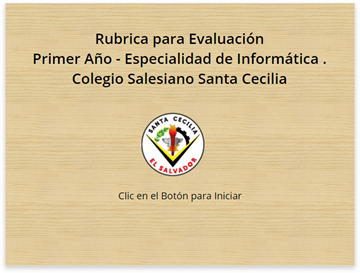 Rubrica para Evaluación
Primer Año - Especialidad de Informática .
Colegio Salesiano Santa Cecilia
SANTA CECILIA
EL SALVADOR
Clic en el Botón para Iniciar